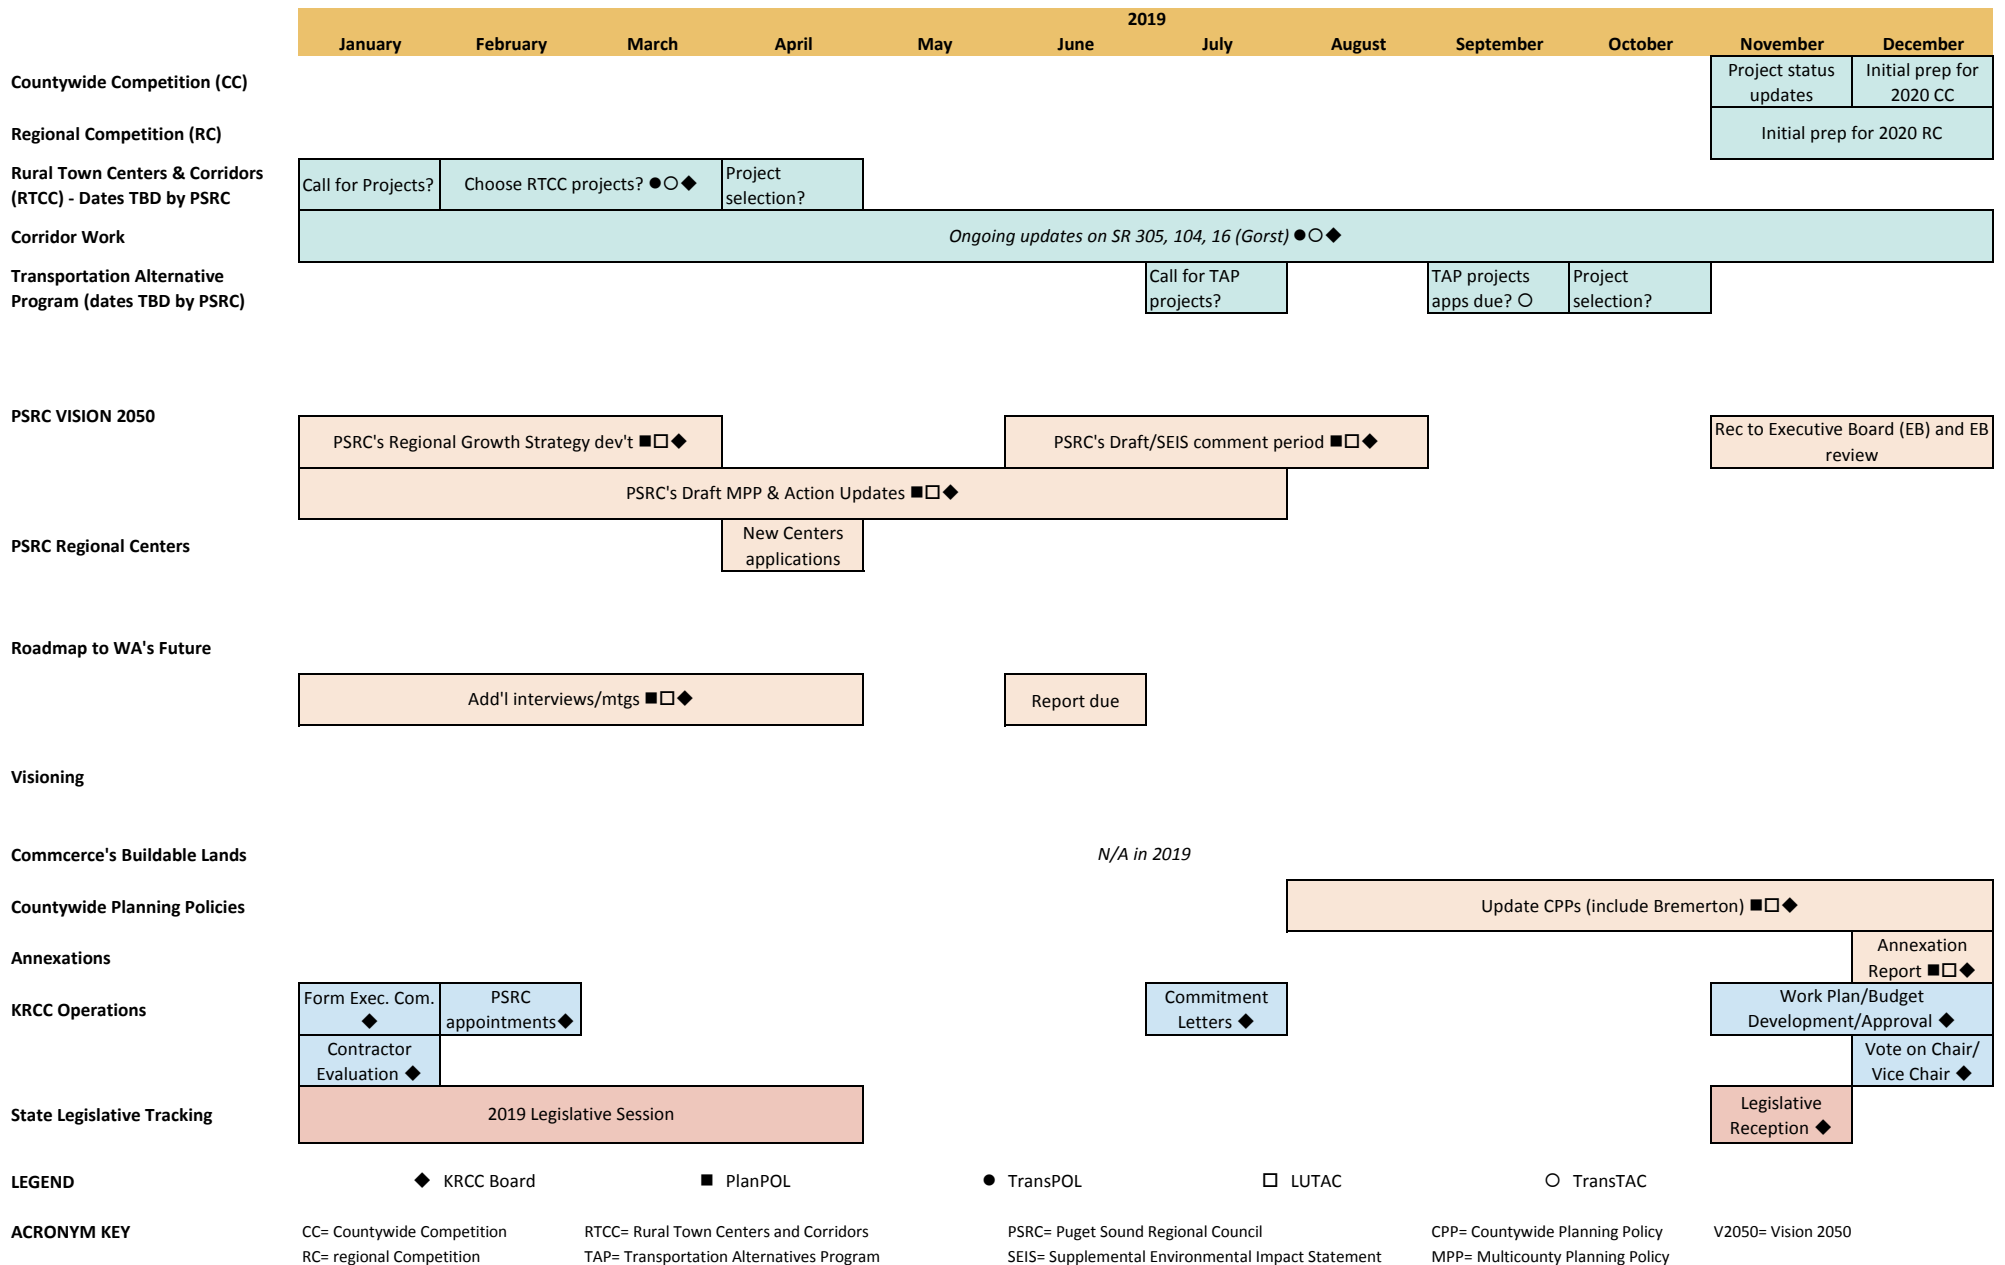 2019
January February March April May June July August September October November December
Countywide Competition (CC)
Project status
updates
Initial prep for
2020 CC
Regional Competition (RC)
Initial prep for 2020 RC
Rural Town Centers & Corridors
(RTCC) - Dates TBD by PSRC
Call for Projects?
Choose RTCC projects? ●○◆
Project
selection?
Corridor Work
Ongoing updates on SR 305, 104, 16 (Gorst) ●○◆
Transportation Alternative
Program (dates TBD by PSRC)
Call for TAP
projects?
TAP projects
apps due? ○
Project
selection?
PSRC VISION 2050
PSRC's Regional Growth Strategy dev't ■□◆
PSRC's Draft/SEIS comment period ■□◆
Rec to Executive Board (EB) and EB
review
PSRC's Draft MPP & Action Updates ■□◆
PSRC Regional Centers
New Centers
applications
Roadmap to WA's Future
Add'l interviews/mtgs ■□◆
Report due
Visioning
Commcerce's Buildable Lands
N/A in 2019
Countywide Planning Policies
Update CPPs (include Bremerton) ■□◆
Annexations
Annexation
Report ■□◆
KRCC Operations
Form Exec. Com.
◆
PSRC
appointments◆
Commitment
Letters ◆
Work Plan/Budget
Development/Approval ◆
Contractor
Evaluation ◆
Vote on Chair/
Vice Chair ◆
State Legislative Tracking
2019 Legislative Session
Legislative
Reception ◆
LEGEND
◆ KRCC Board
■ PlanPOL
● TransPOL
□ LUTAC
○ TransTAC
ACRONYM KEY
CC= Countywide Competition
RTCC= Rural Town Centers and Corridors
PSRC= Puget Sound Regional Council
CPP= Countywide Planning Policy
V2050= Vision 2050
RC= regional Competition
TAP= Transportation Alternatives Program
SEIS= Supplemental Environmental Impact Statement
MPP= Multicounty Planning Policy